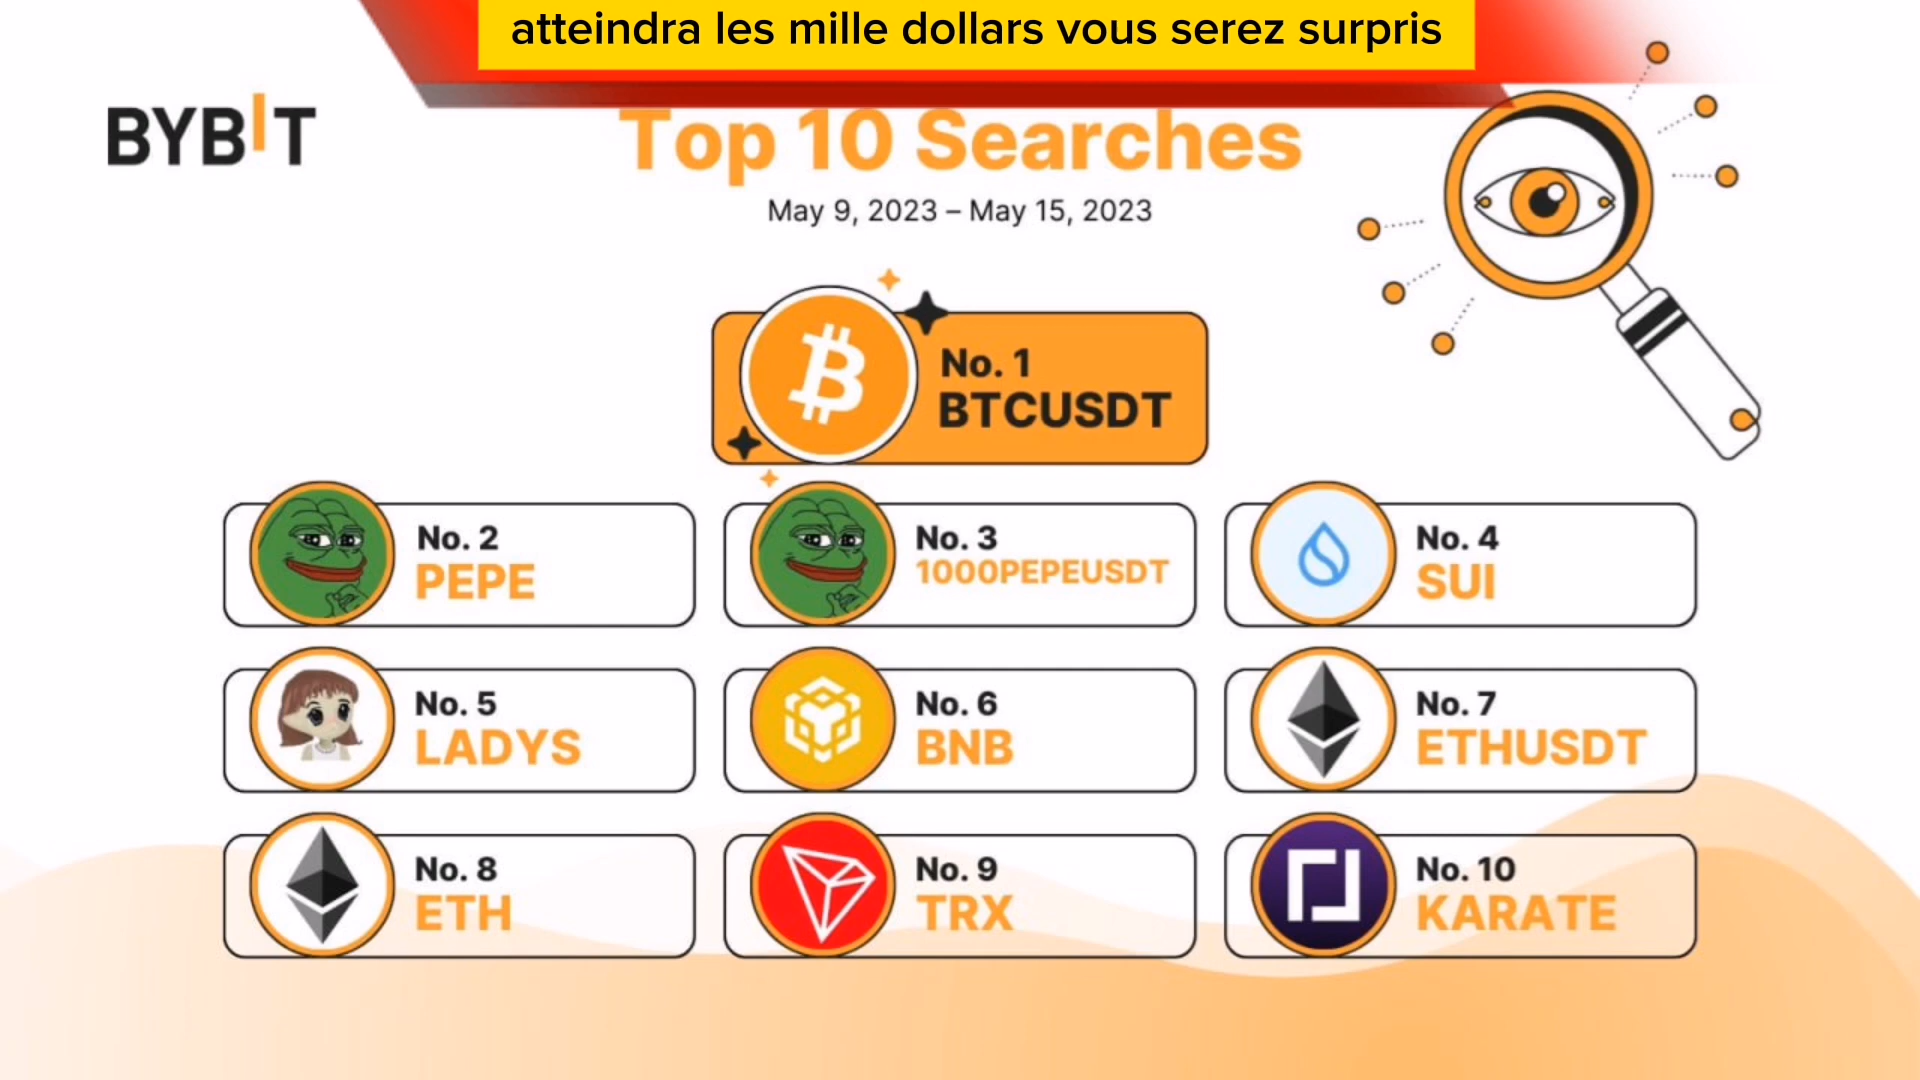 atteindra les mille dollars vous serez surpris
BYBIT
Top 10 Searches
May 9, 2023 – May 15, 2023
No. 1
BTCUSDT
No. 2
PEPE
No. 3
1000PEPEUSDT
No. 4
SUI
No. 5
LADYS
No. 6
BNB
No. 7
ETHUSDT
No. 8
ETH
No. 9
TRX
No. 10
KARATE